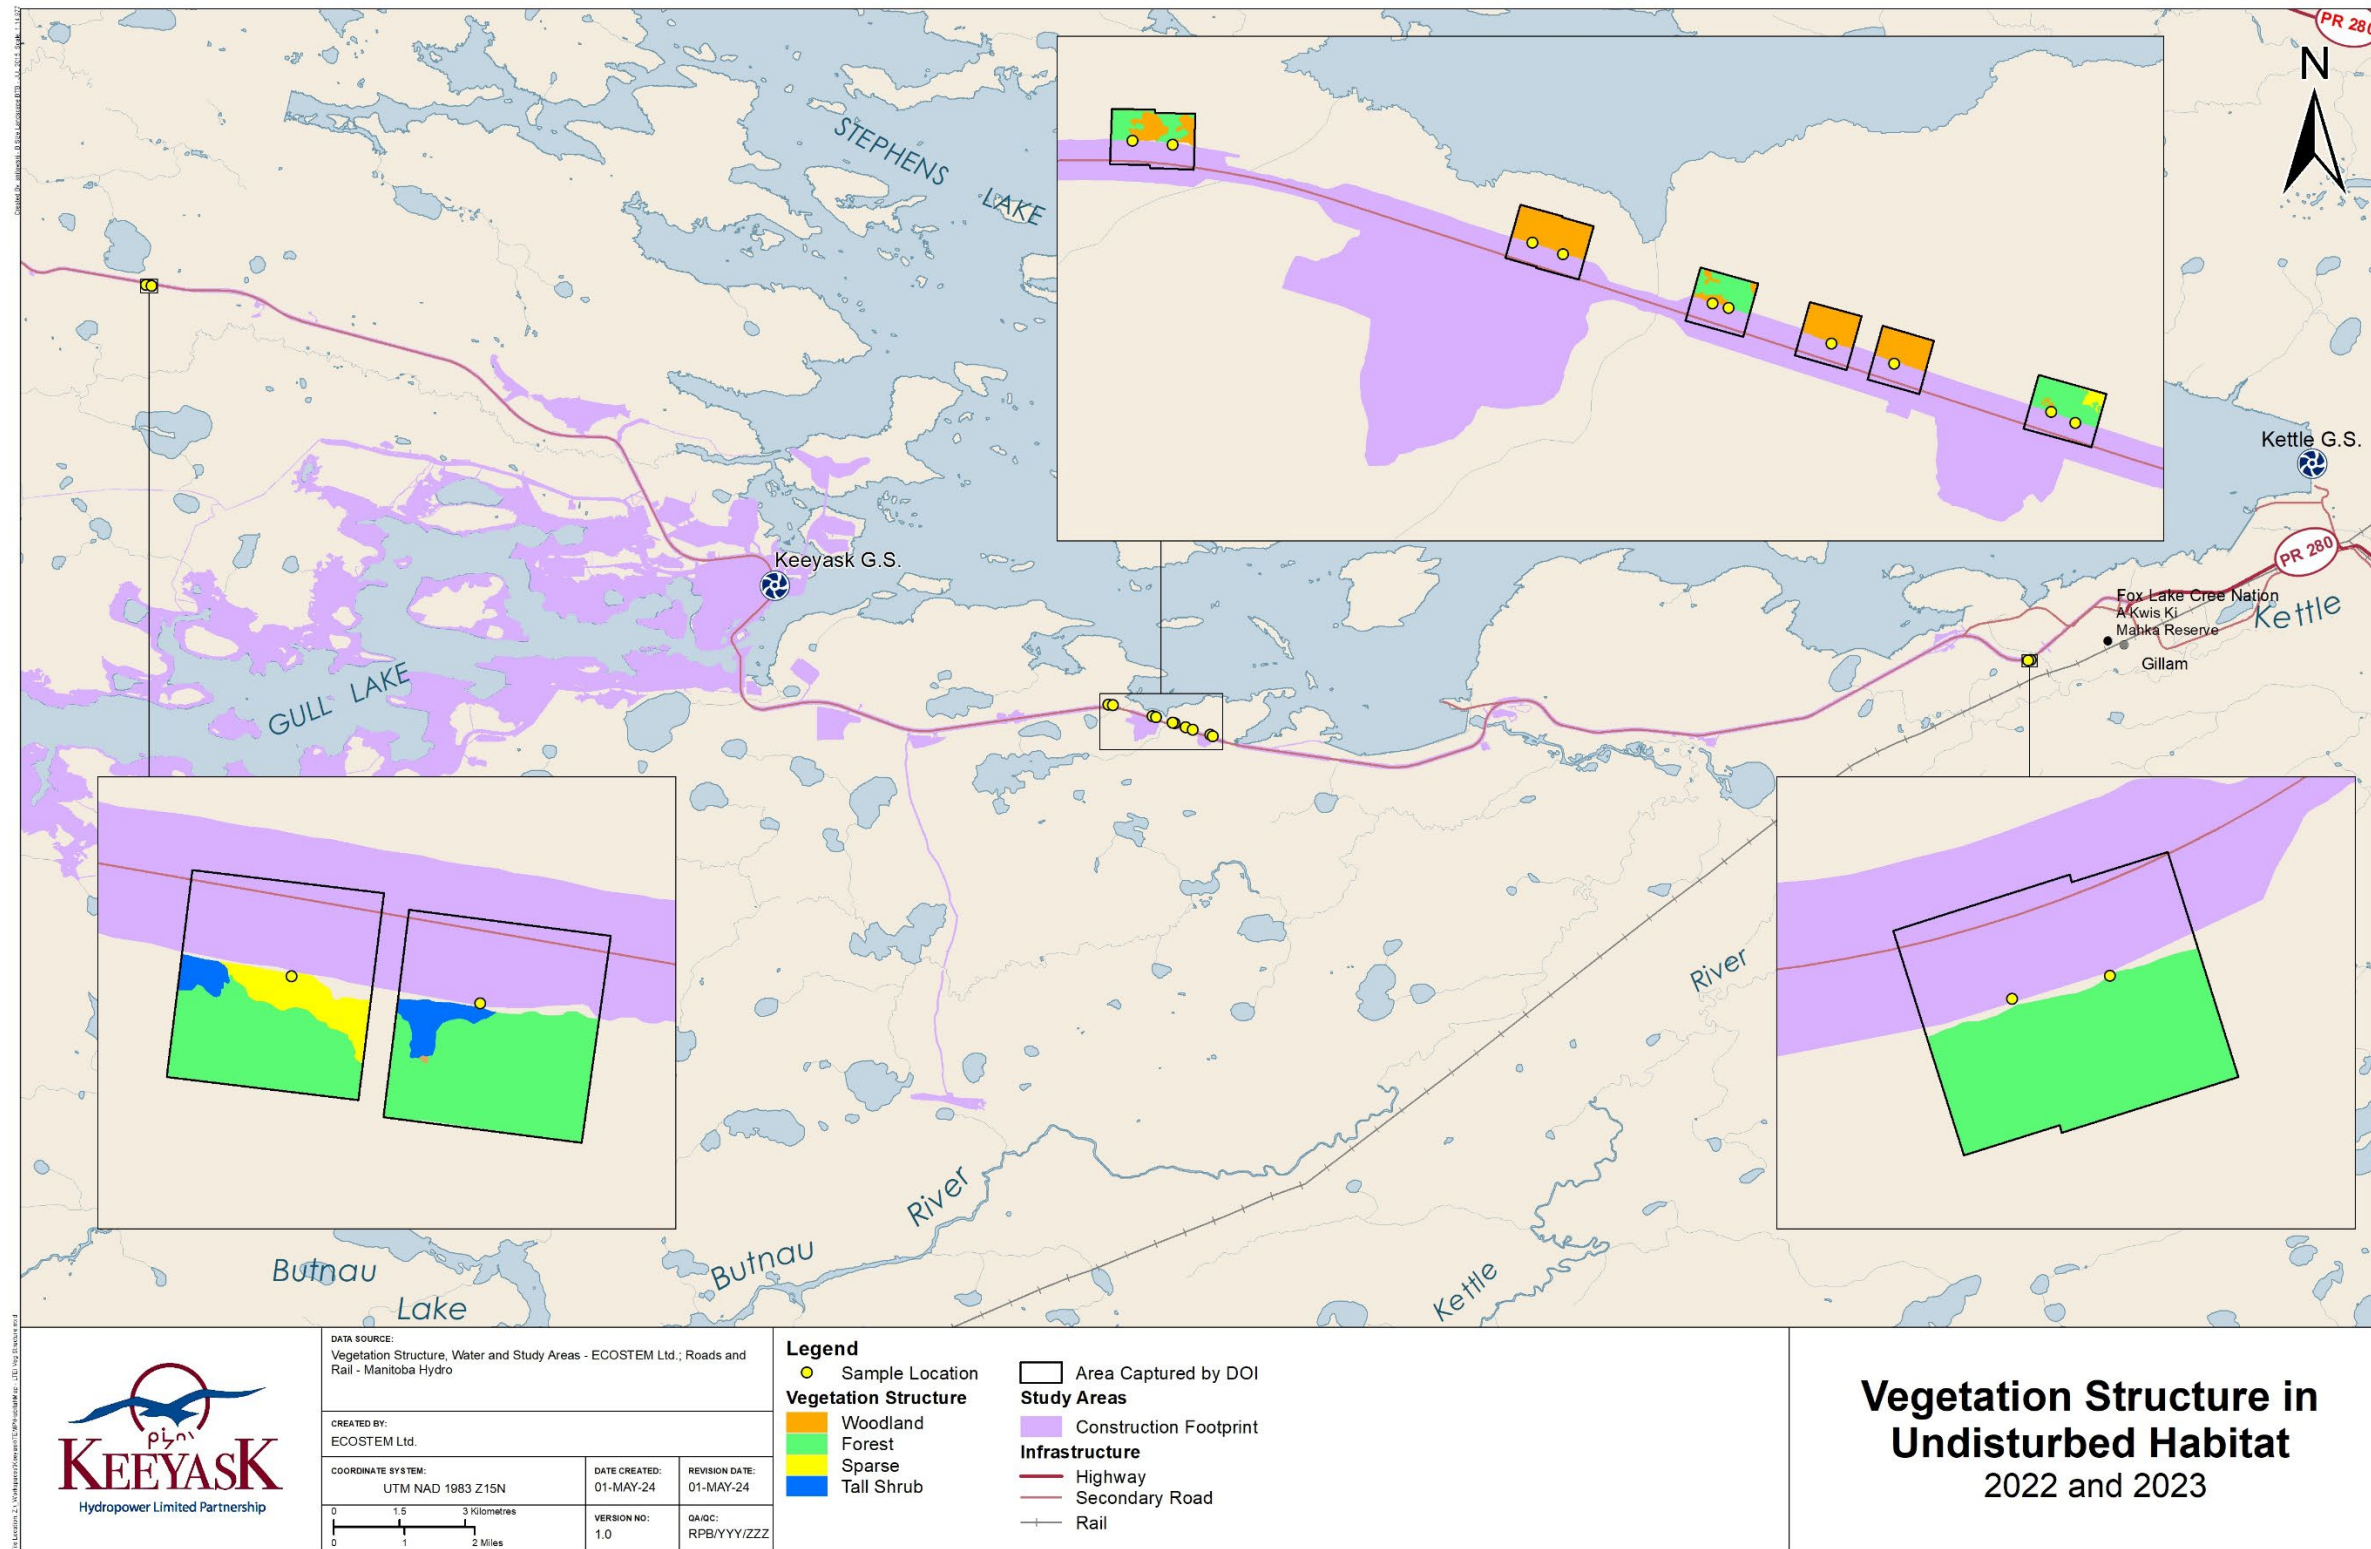 PR 280
N
STEPHENS
LAKE
Kettle G.S.
PR 280
Keeyask G.S.
Fox Lake Cree Nation
A Kwis Ki
Mahka Reserve
Kettle
Gillam
GULL LAKE
River
River
Butnau
Lake
Butnau
Kettle
KEEYASK
Hydropower Limited Partnership
DATA SOURCE:
Vegetation Structure, Water and Study Areas - ECOSTEM Ltd.; Roads and
Rail - Manitoba Hydro
CREATED BY:
ECOSTEM Ltd.
COORDINATE SYSTEM:
UTM NAD 1983 Z15N
DATE CREATED:
01-MAY-24
REVISION DATE:
01-MAY-24
0 1.5 3 Kilometres
0 1 2 Miles
VERSION NO:
1.0
QA/QC:
RPB/YYY/ZZZ
Legend
Sample Location
Vegetation Structure
Woodland
Forest
Sparse
Tall Shrub
Area Captured by DOI
Study Areas
Construction Footprint
Infrastructure
Highway
Secondary Road
Rail
Vegetation Structure in
Undisturbed Habitat
2022 and 2023